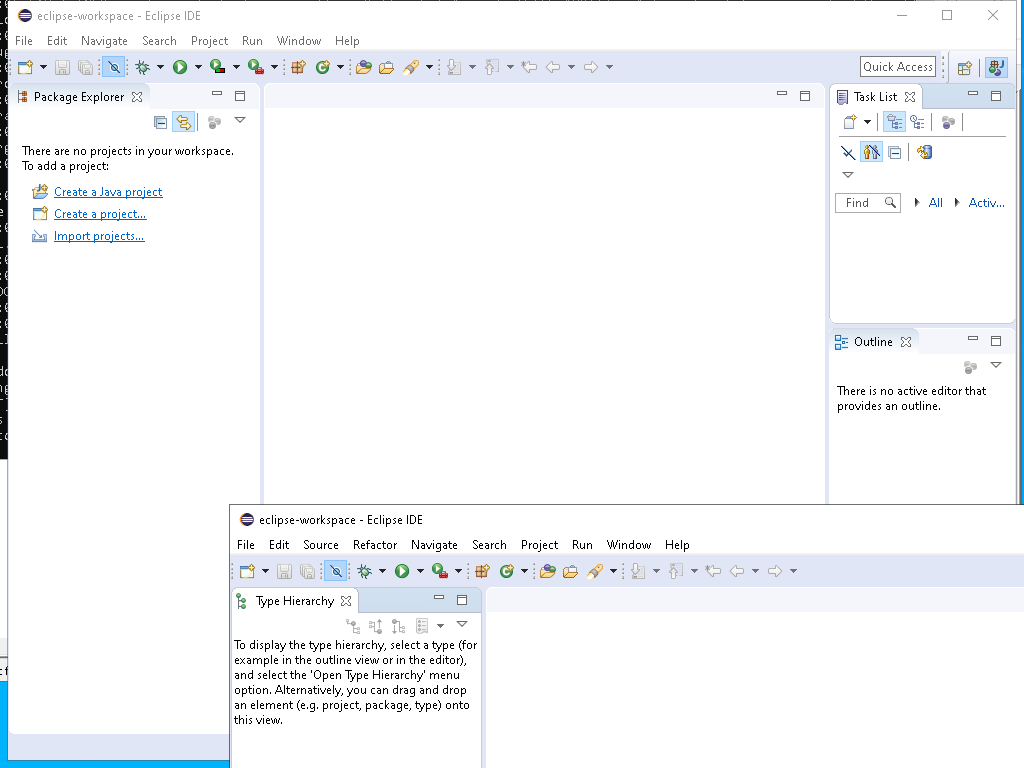 eclipse-workspace - Eclipse IDE
File Edit Navigate Search Project Run Window Help
Quick Access
Package Explorer
There are no projects in your workspace.
To add a project:
Create a Java project
Create a project...
Import projects...
Task List
Find All Activ...
Outline
There is no active editor that
provides an outline.
eclipse-workspace - Eclipse IDE
File Edit Source Refactor Navigate Search Project Run Window Help
Type Hierarchy
To display the type hierarchy, select a type (for
example in the outline view or in the editor),
and select the 'Open Type Hierarchy' menu
option. Alternatively, you can drag and drop
an element (e.g. project, package, type) onto
this view.